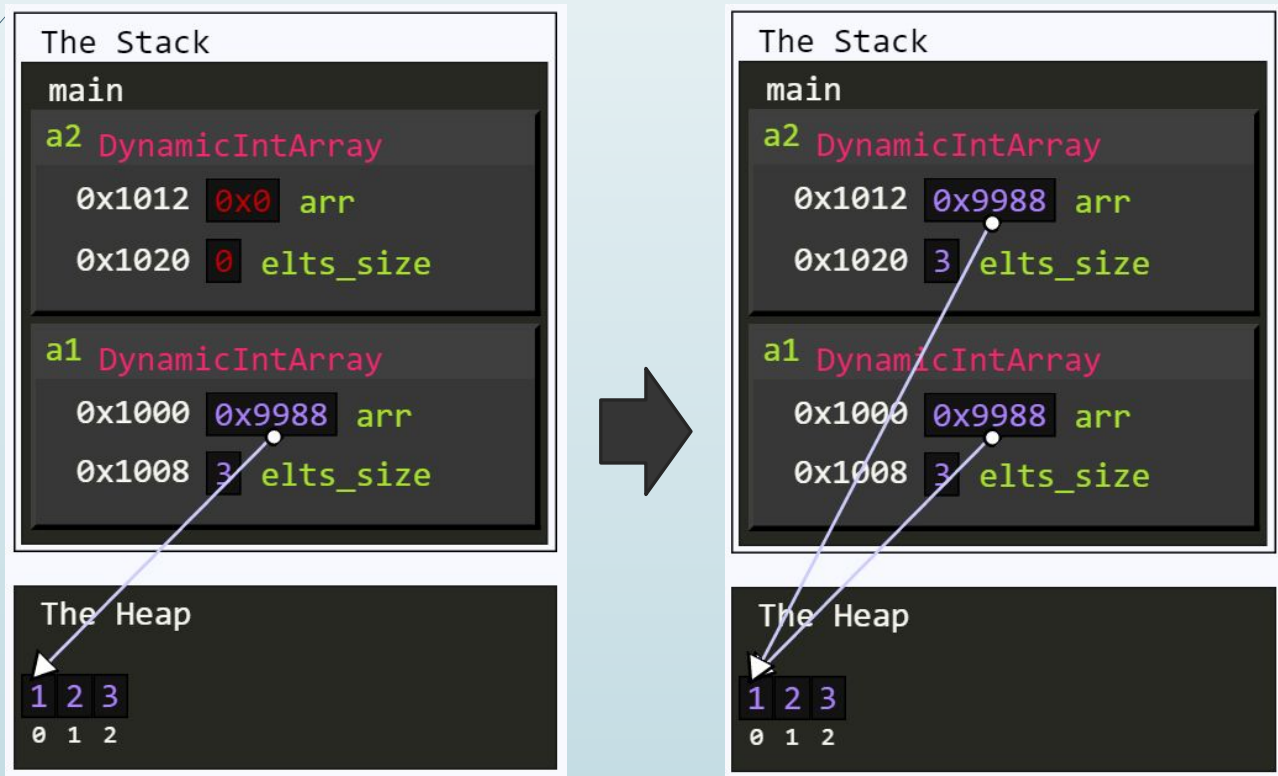 The Stack
main
a2 DynamicIntArray
0x1012 0x0 arr
0x1020 0 elts_size
a1 DynamicIntArray
0x1000 0x9988 arr
0x1008 3 elts_size
The Heap
1 2 3
0 1 2
The Stack
main
a2 DynamicIntArray
0x1012 0x9988 arr
0x1020 3 elts_size
a1 DynamicIntArray
0x1000 0x9988 arr
0x1008 3 elts_size
The Heap
1 2 3
0 1 2